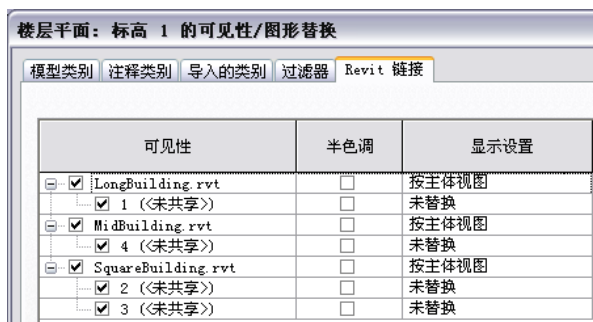 楼层平面: 标高 1 的可见性/图形替换
模型类别 注释类别 导入的类别 过滤器 Revit 链接
可见性 半色调 显示设置
LongBuilding.rvt 按主体视图
1 (<未共享>) 未替换
MidBuilding.rvt 按主体视图
4 (<未共享>) 未替换
SquareBuilding.rvt 按主体视图
2 (<未共享>) 未替换
3 (<未共享>) 未替换